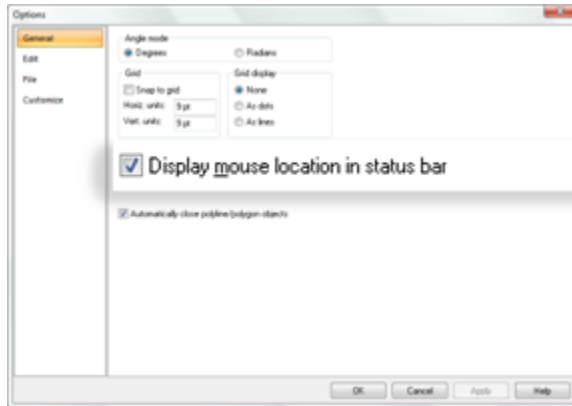 Options
General
Edit
File
Customize
Angle mode
Degrees
Radians
Grid
Snap to grid
Horiz. units: 9 pt
Vert. units: 9 pt
Grid display
None
As dots
As lines
Display mouse location in status bar
Automatically close polyline/polygon objects
OK
Cancel
Apply
Help